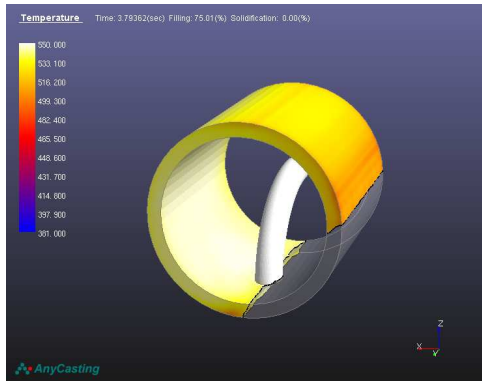 Temperature Time: 3.79362(sec) Filling: 75.01(%) Solidification: 0.00(%)
550.000
533.100
516.200
499.300
482.400
465.500
448.600
431.700
414.800
397.900
381.000
Z
X
Y
AnyCasting